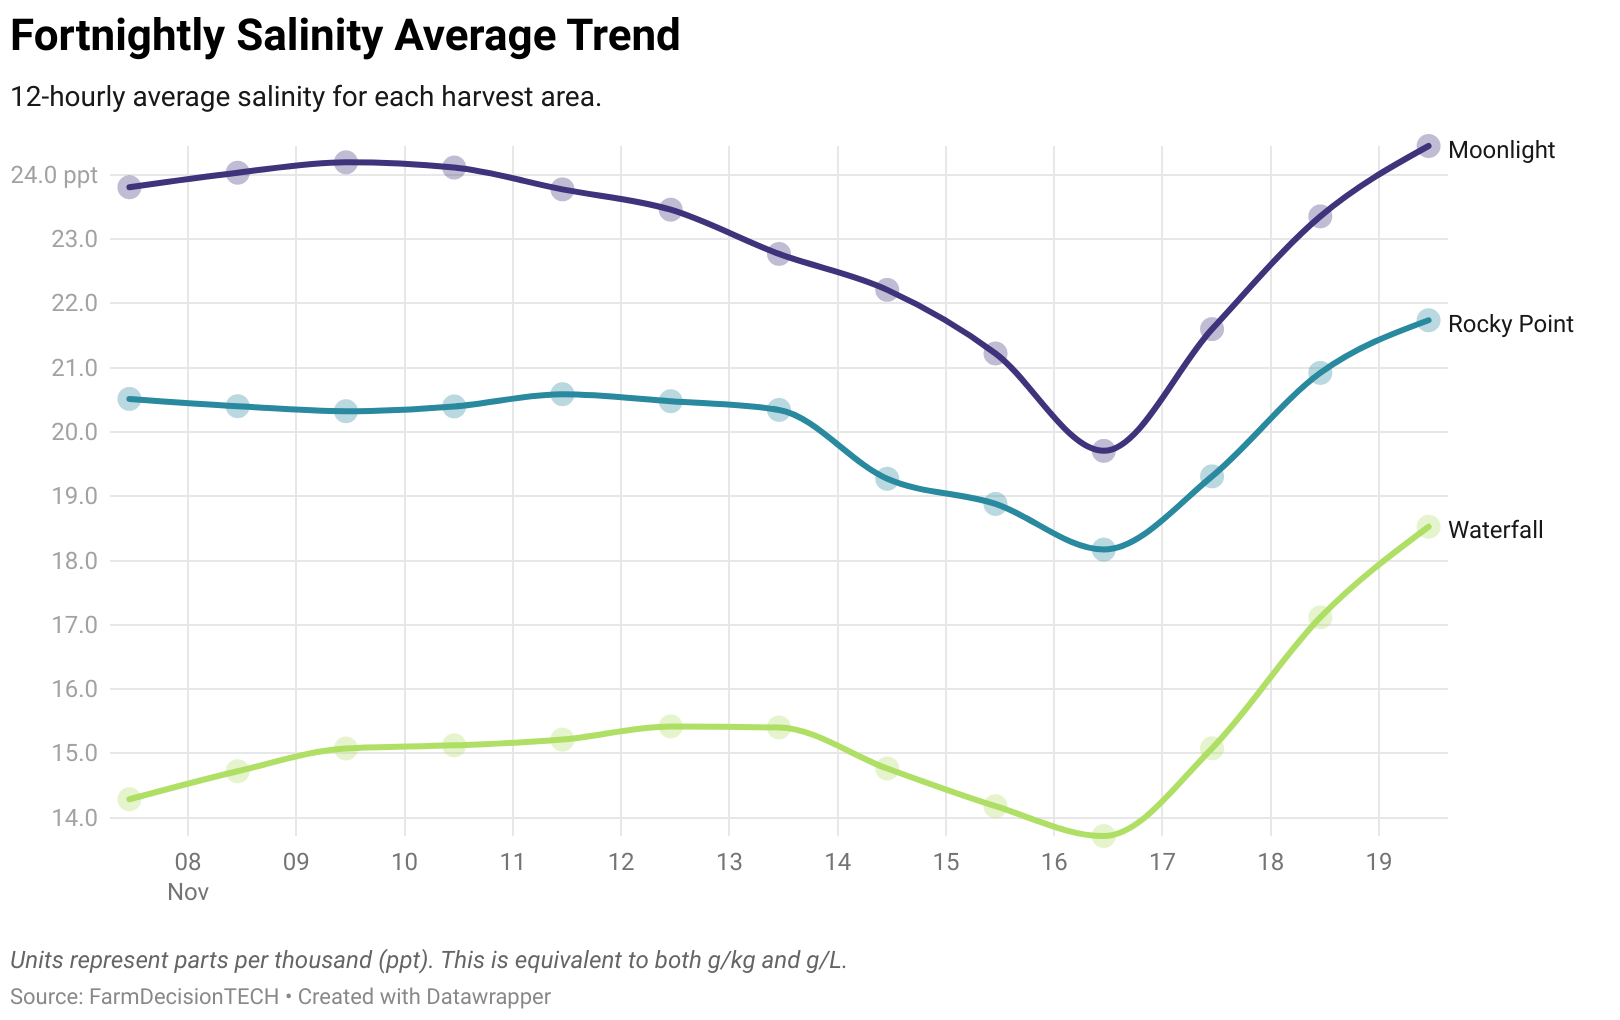 Fortnightly Salinity Average Trend
12-hourly average salinity for each harvest area.
24.0 ppt
23.0
22.0
21.0
20.0
19.0
18.0
17.0
16.0
15.0
14.0
Moonlight
Rocky Point
Waterfall
08 09 10 11 12 13 14 15 16 17 18 19
Nov
Units represent parts per thousand (ppt). This is equivalent to both g/kg and g/L.
Source: FarmDecisionTECH • Created with Datawrapper